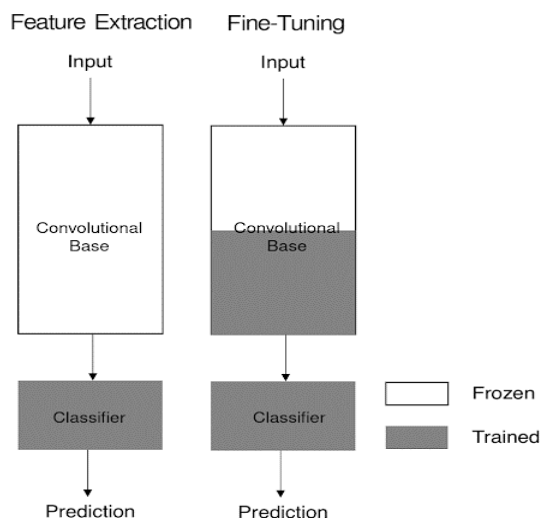 Feature Extraction
Fine-Tuning
Input
Input
Convolutional
Base
Convolutional
Base
Classifier
Classifier
Frozen
Trained
Prediction
Prediction